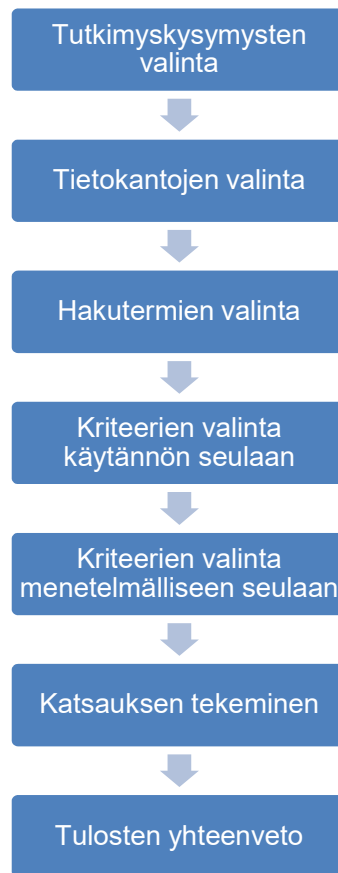 Tutkimyskysymysten
valinta
Tietokantojen valinta
Hakutermien valinta
Kriteerien valinta
käytännön seulaan
Kriteerien valinta
menetelmälliseen seulaan
Katsauksen tekeminen
Tulosten yhteenveto